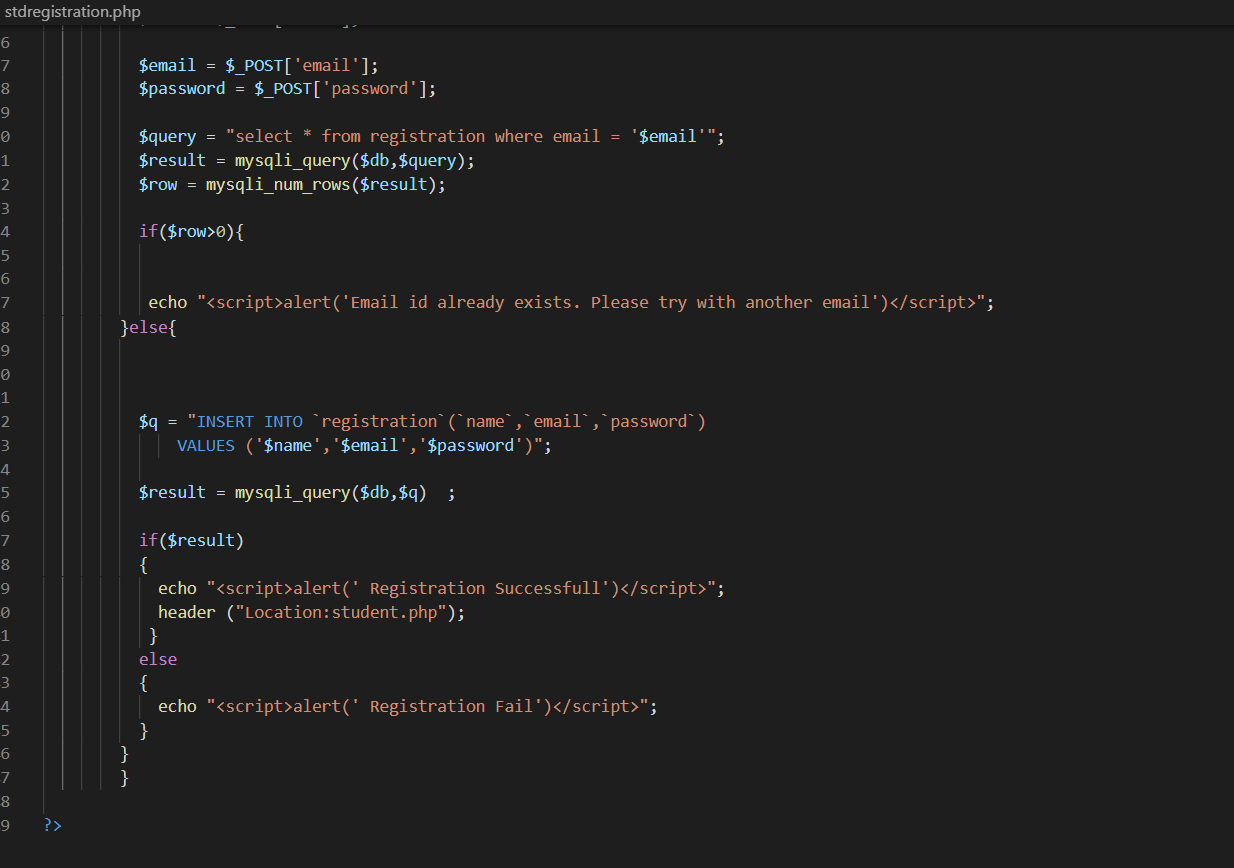 stdregistration.php
6
7 $email = $_POST['email'];
8 $password = $_POST['password'];
9
0 $query = "select * from registration where email = '$email'";
1 $result = mysqli_query($db,$query);
2 $row = mysqli_num_rows($result);
3
4 if($row>0){
5
6
7 echo "<script>alert('Email id already exists. Please try with another email')</script>";
8 }else{
9
0
1
2 $q = "INSERT INTO `registration`(`name`,`email`,`password`)
3 VALUES ('$name','$email','$password')";
4
5 $result = mysqli_query($db,$q)  ;
6
7 if($result)
8 {
9 echo "<script>alert(' Registration Successfull')</script>";
0 header ("Location:student.php");
1 }
2 else
3 {
4 echo "<script>alert(' Registration Fail')</script>";
5 }
6 }
7 }
8
9 ?>